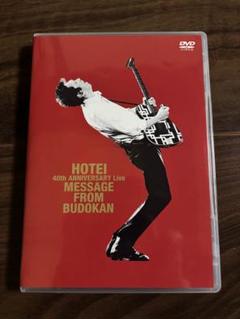 DVD
HOTEI
40th ANNIVERSARY Live
MESSAGE
FROM
BUDOKAN